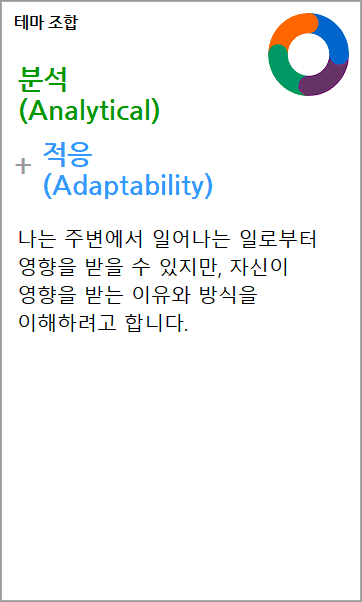 테마 조합
분석
(Analytical)
+ 적응
(Adaptability)
나는 주변에서 일어나는 일로부터
영향을 받을 수 있지만, 자신이
영향을 받는 이유와 방식을
이해하려고 합니다.